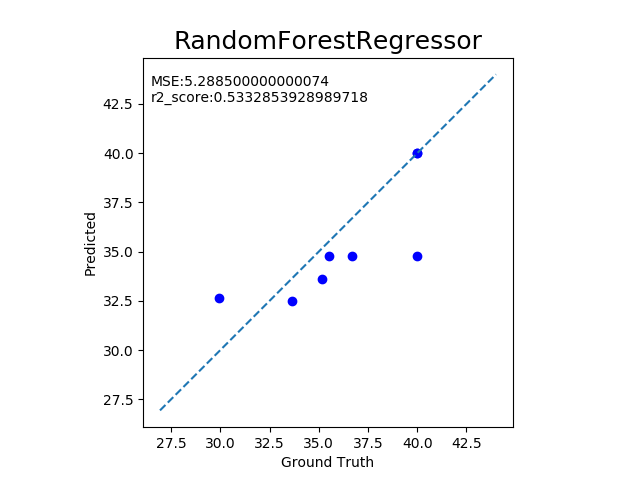 RandomForestRegressor
MSE:5.288500000000074
r2_score:0.5332853928989718
Predicted
42.5
40.0
37.5
35.0
32.5
30.0
27.5
27.5 30.0 32.5 35.0 37.5 40.0 42.5
Ground Truth